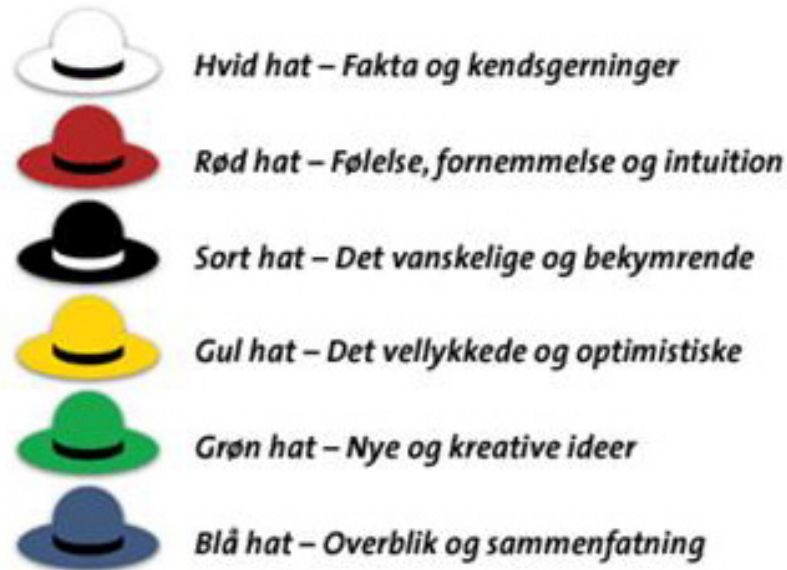 Hvid hat – Fakta og kendsgerninger
Rød hat – Følelse, fornemmelse og intuition
Sort hat – Det vanskelige og bekymrende
Gul hat – Det vellykkede og optimistiske
Grøn hat – Nye og kreative ideer
Blå hat – Overblik og sammenfatning